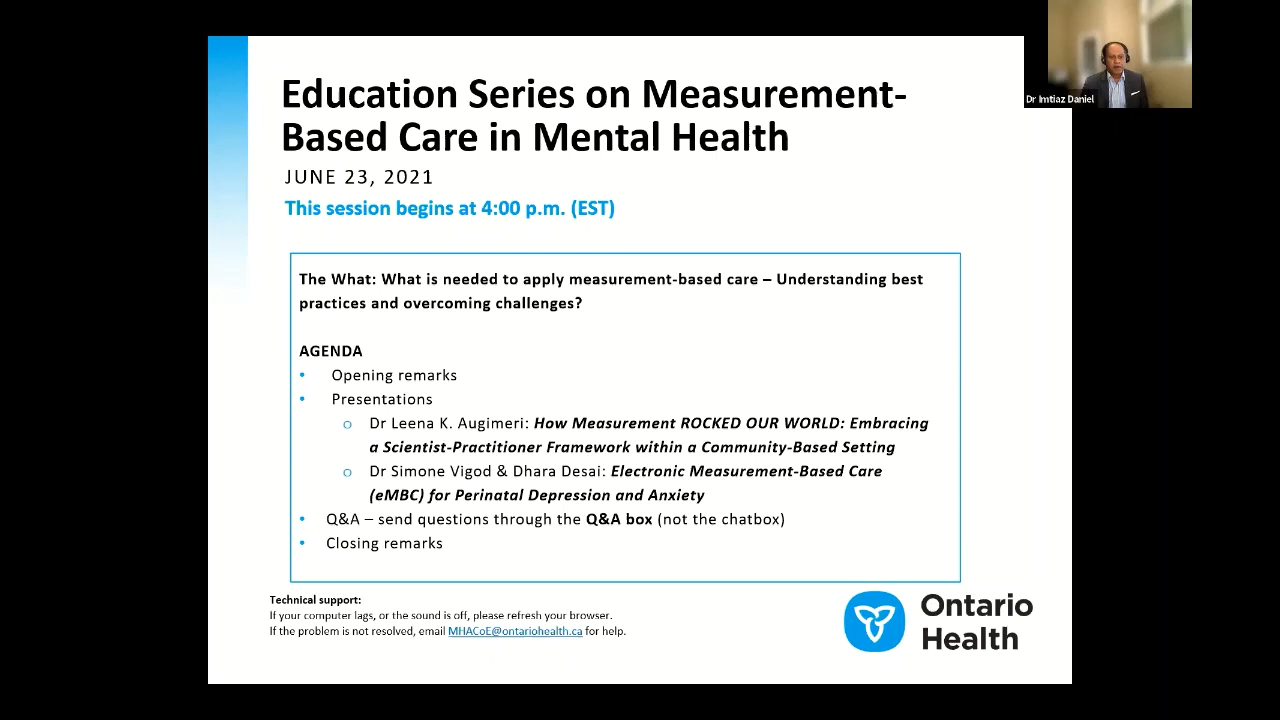 Education Series on Measurement-
Based Care in Mental Health
JUNE 23, 2021
This session begins at 4:00 p.m. (EST)
Dr Imtiaz Daniel
The What: What is needed to apply measurement-based care – Understanding best
practices and overcoming challenges?
AGENDA
• Opening remarks
• Presentations
o Dr Leena K. Augimeri: How Measurement ROCKED OUR WORLD: Embracing
a Scientist-Practitioner Framework within a Community-Based Setting
o Dr Simone Vigod & Dhara Desai: Electronic Measurement-Based Care
(eMBC) for Perinatal Depression and Anxiety
• Q&A – send questions through the Q&A box (not the chatbox)
• Closing remarks
Technical support:
If your computer lags, or the sound is off, please refresh your browser.
If the problem is not resolved, email MHACoE@ontariohealth.ca for help.
Ontario
Health